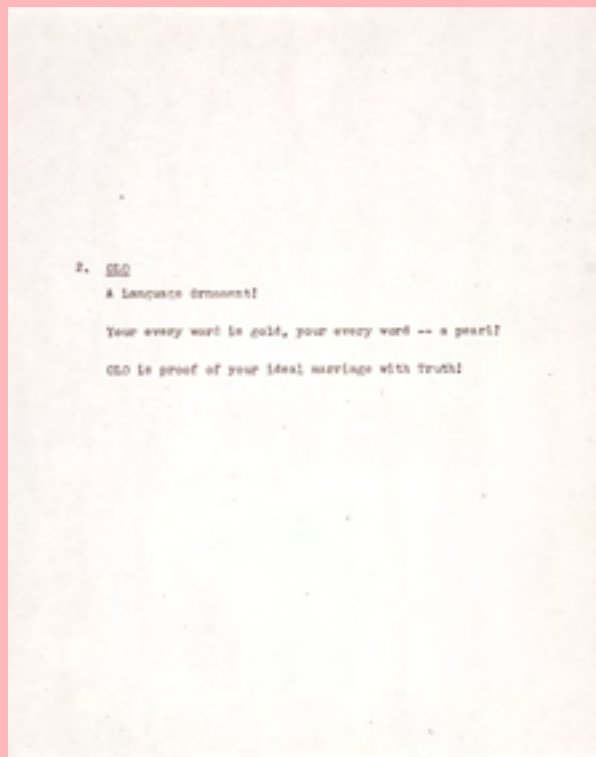 2. OLO
A Language Ornament!
Your every word is gold, your every word -- a pearl!
OLO is proof of your ideal marriage with Truth!